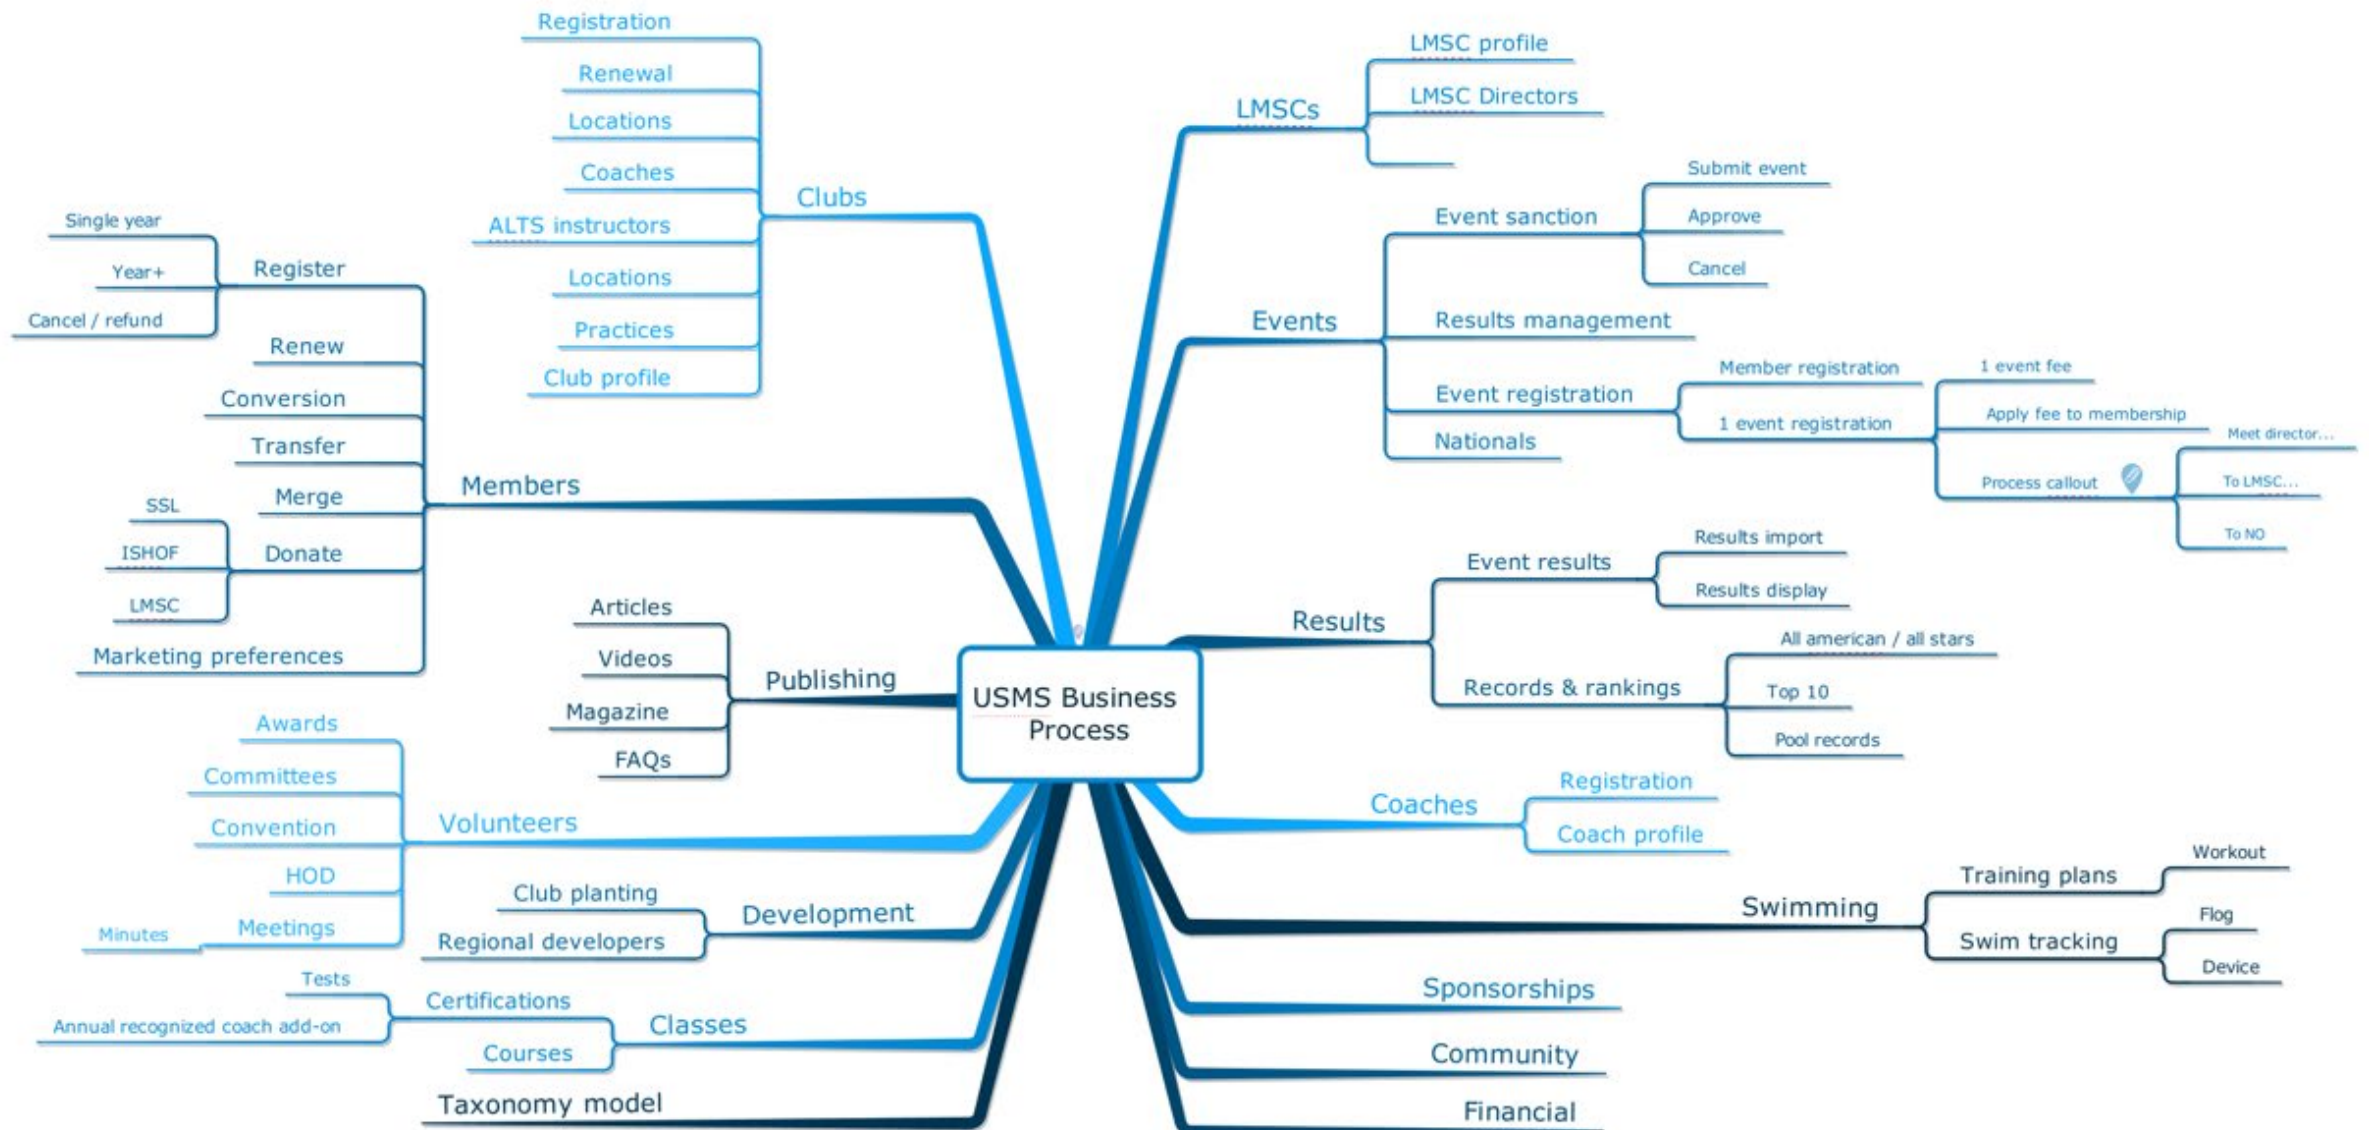 USMS Business
Process
Clubs
Registration
Renewal
Locations
Coaches
ALTS instructors
Locations
Practices
Club profile
Members
Register
Single year
Year+
Cancel / refund
Renew
Conversion
Transfer
Merge
Donate
SSL
ISHOF
LMSC
Marketing preferences
Publishing
Articles
Videos
Magazine
FAQs
Volunteers
Awards
Committees
Convention
HOD
Meetings
Minutes
Development
Club planting
Regional developers
Classes
Certifications
Tests
Annual recognized coach add-on
Courses
Taxonomy model
LMSCs
LMSC profile
LMSC Directors
Events
Event sanction
Submit event
Approve
Cancel
Results management
Event registration
Member registration
1 event registration
1 event fee
Apply fee to membership
Process callout
Meet director...
To LMSC...
To NO
Nationals
Results
Event results
Results import
Results display
Records & rankings
All american / all stars
Top 10
Pool records
Coaches
Registration
Coach profile
Swimming
Training plans
Workout
Swim tracking
Flog
Device
Sponsorships
Community
Financial